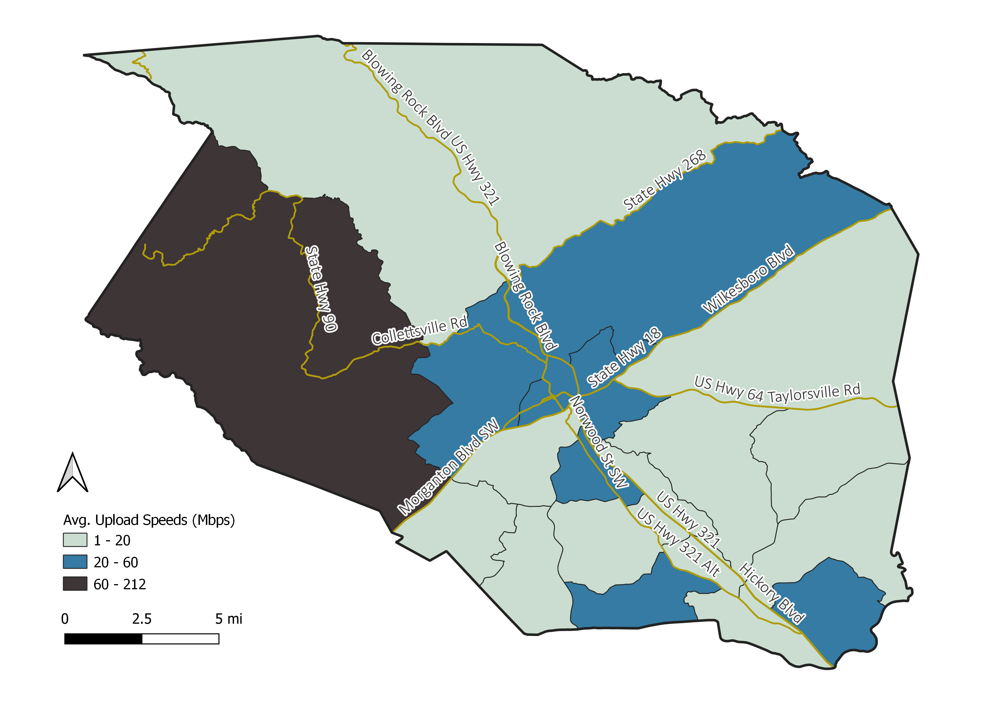 Blowing Rock Blvd US Hwy 321
State Hwy 268
Wilkesboro Blvd
Blowing Rock Blvd
State Hwy 90
Collettsville Rd
State Hwy 18
US Hwy 64 Taylorsville Rd
Norwood St SW
Morganton Blvd SW
US Hwy 321
US Hwy 321 Alt
Hickory Blvd
Avg. Upload Speeds (Mbps)
1 - 20
20 - 60
60 - 212
0 2.5 5 mi